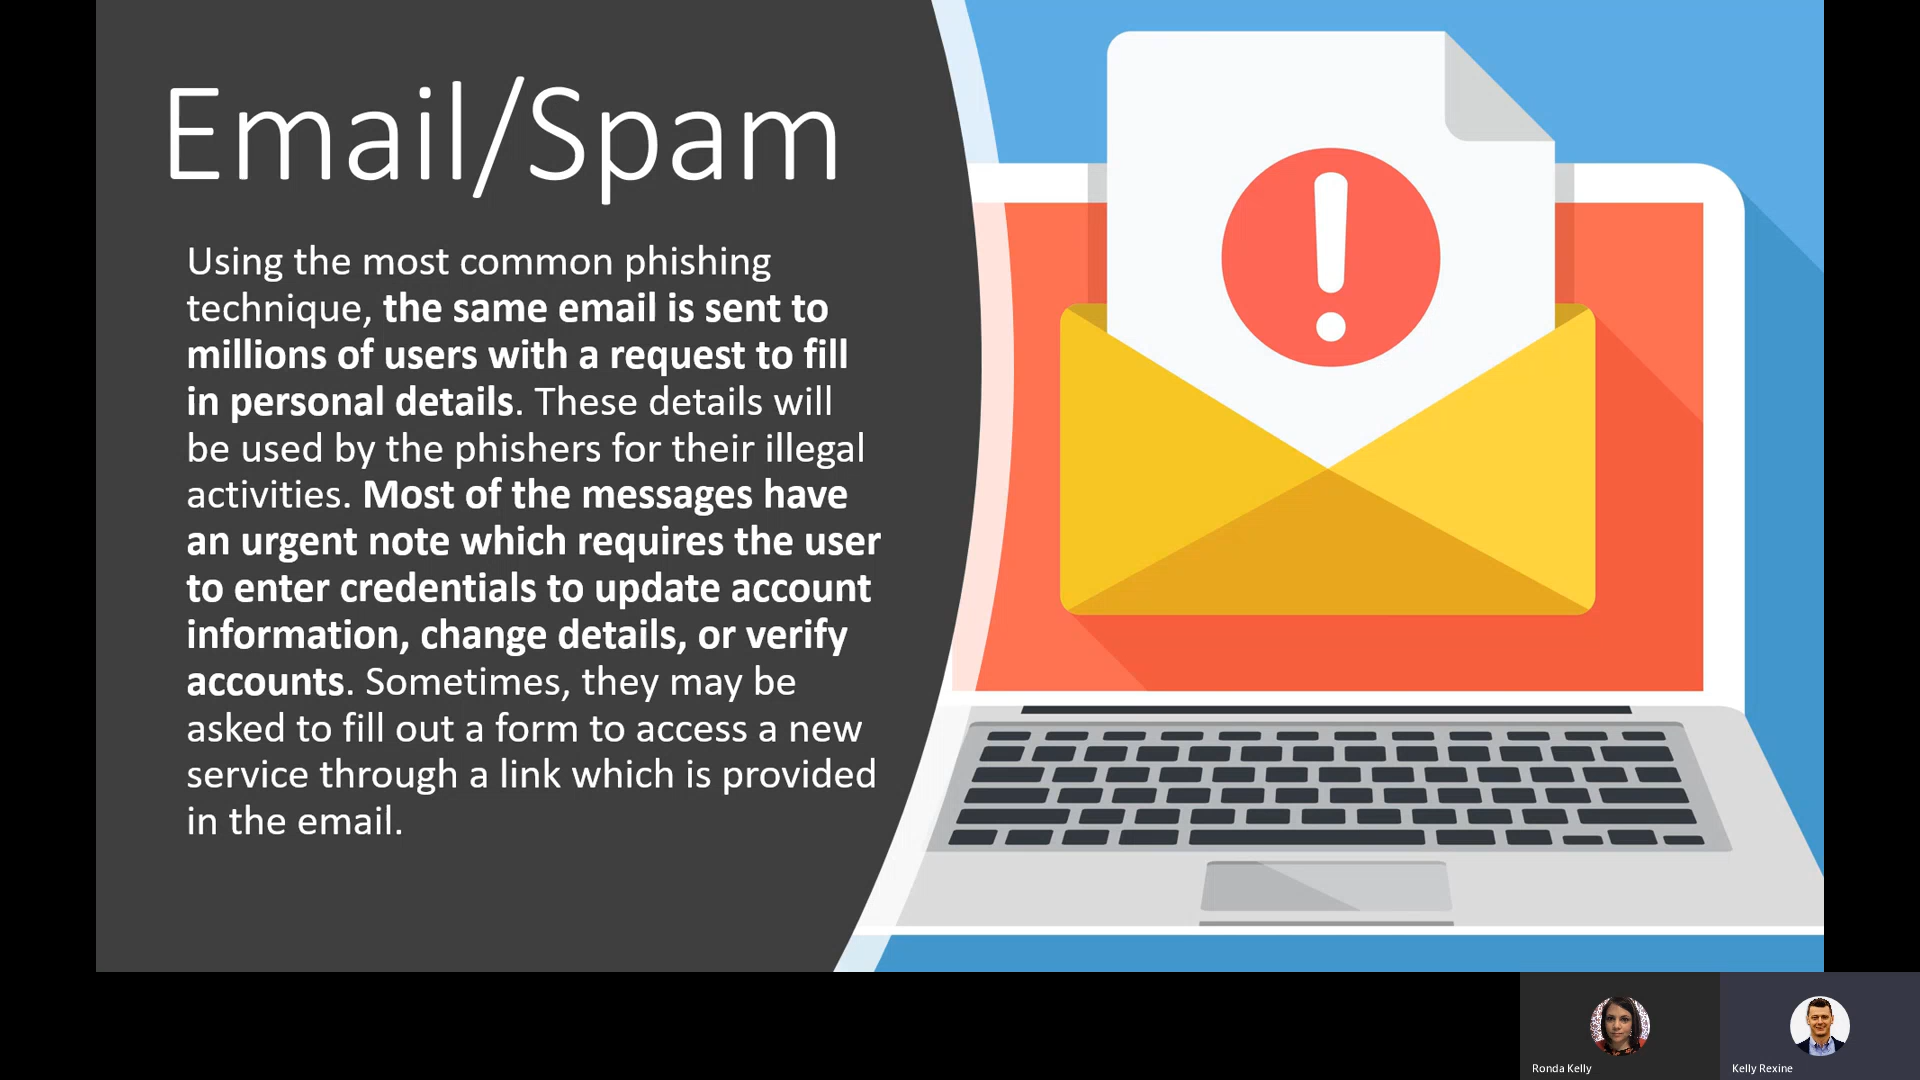 Email/Spam
Using the most common phishing
technique, the same email is sent to
millions of users with a request to fill
in personal details. These details will
be used by the phishers for their illegal
activities. Most of the messages have
an urgent note which requires the user
to enter credentials to update account
information, change details, or verify
accounts. Sometimes, they may be
asked to fill out a form to access a new
service through a link which is provided
in the email.
Ronda Kelly
Kelly Rexine